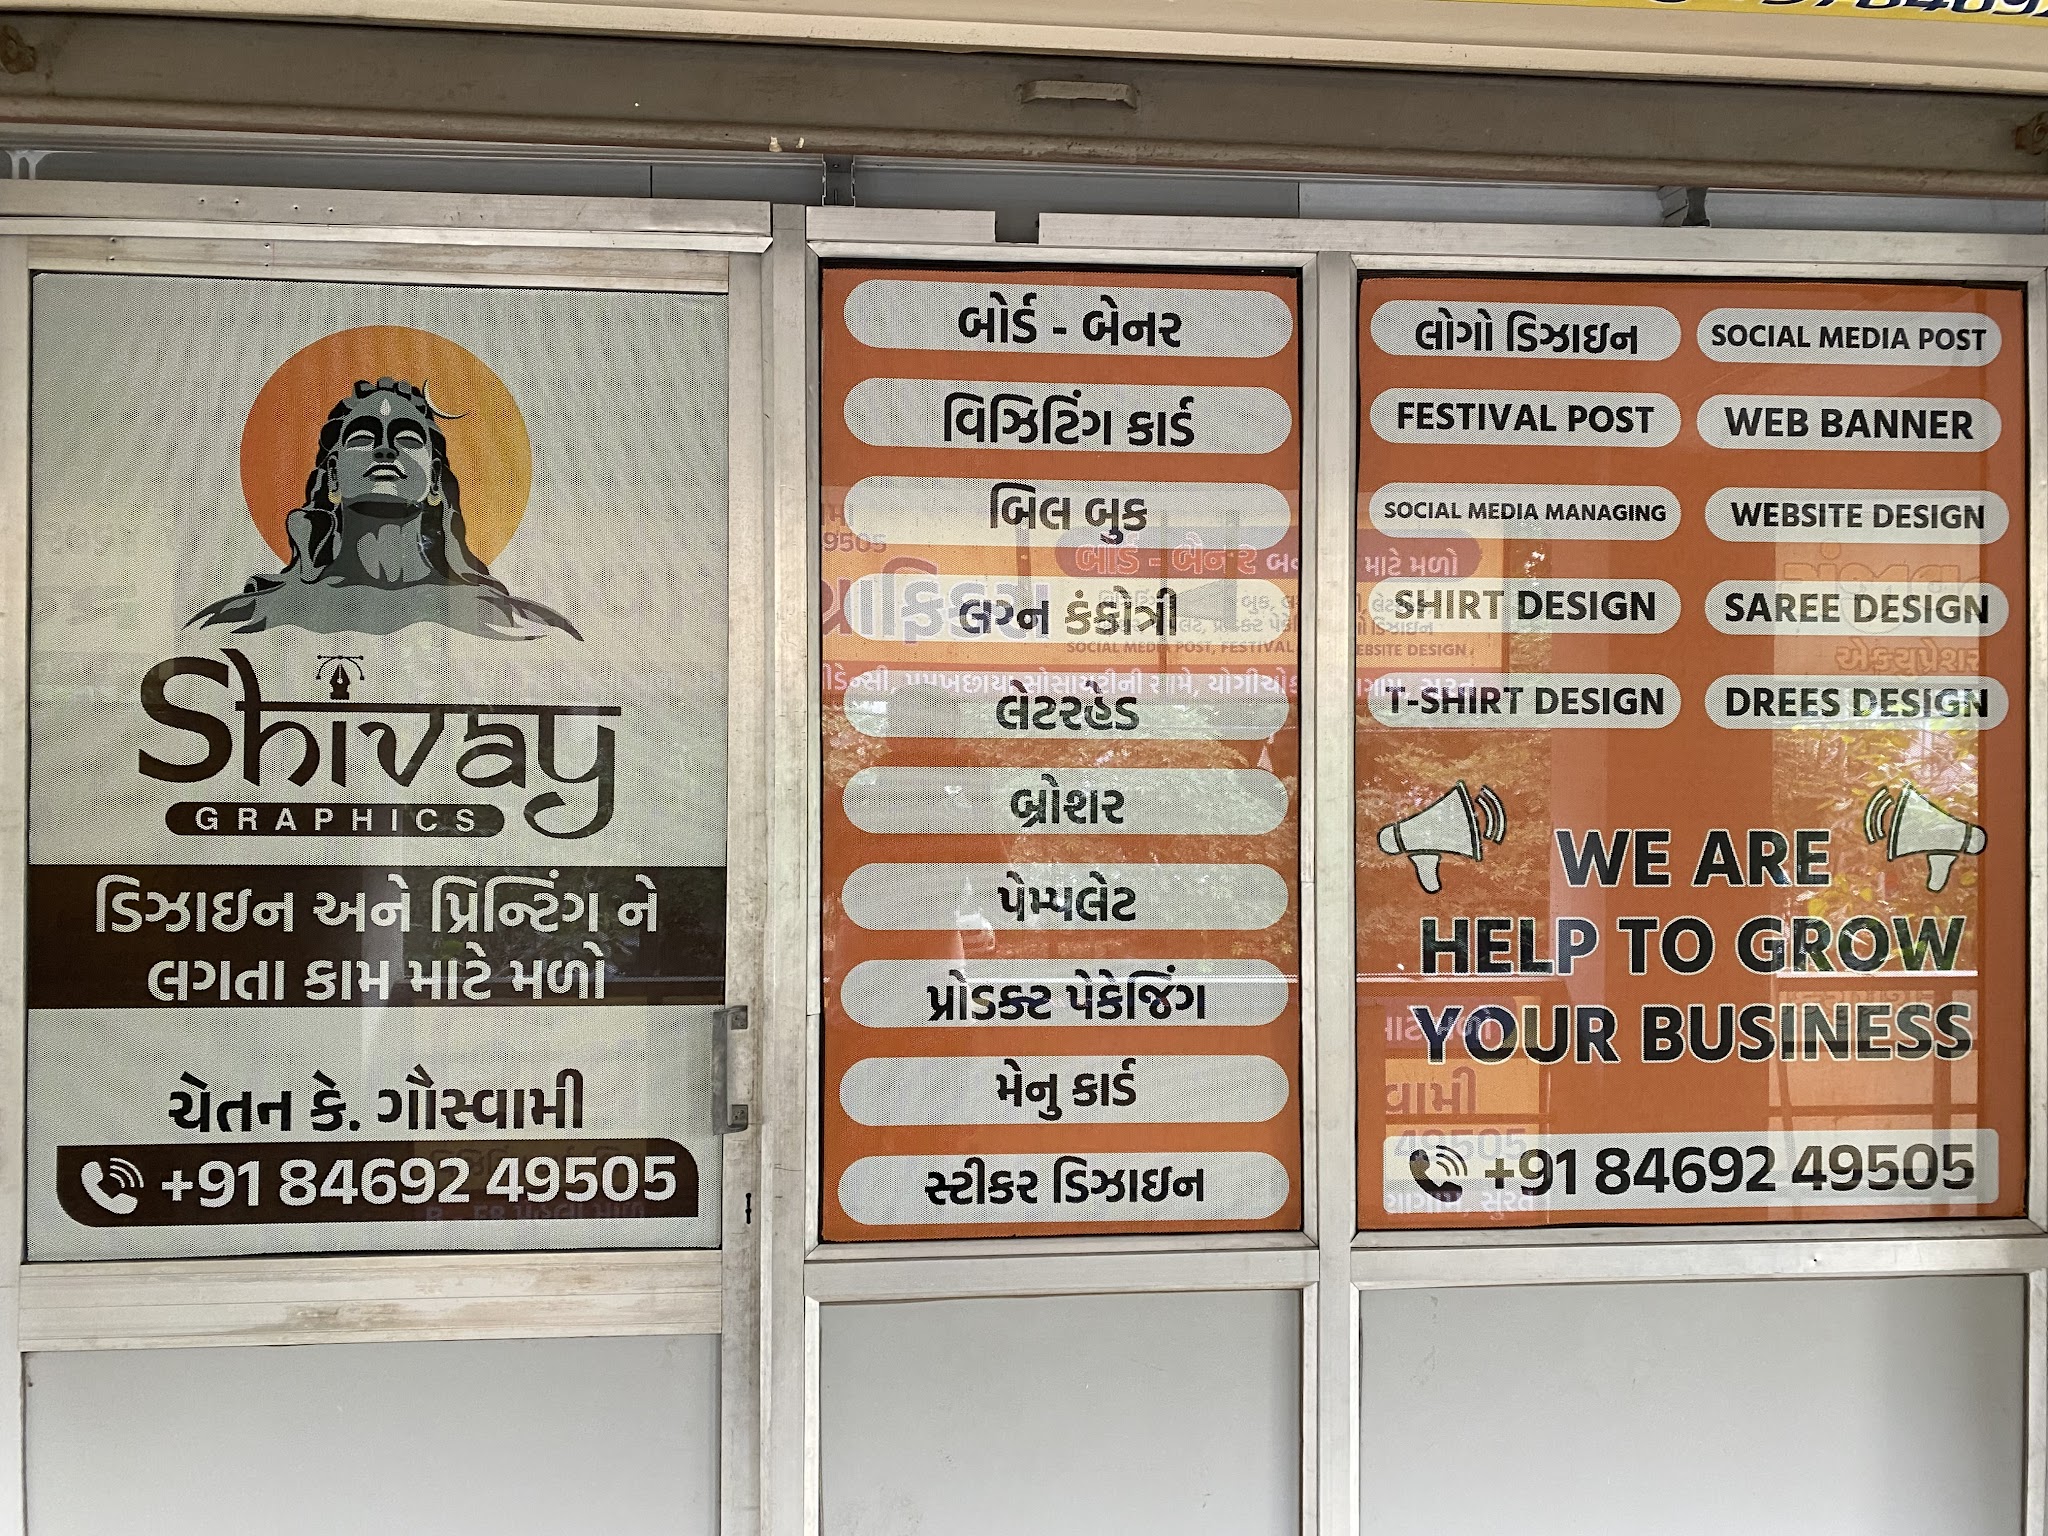 Shivay
GRAPHICS
ડિઝાઇન અને પ્રિન્ટિંગ ને
લગતા કામ માટે મળો
ચેતન કે. ગૌસ્વામી
+91 84692 49505
બોર્ડ - બેનર
વિઝિટિંગ કાર્ડ
બિલ બુક
લગ્ન કંકોત્રી
લેટરહેડ
બ્રોશર
પેમ્પલેટ
પ્રોડક્ટ પેકેજિંગ
મેનુ કાર્ડ
સ્ટીકર ડિઝાઇન
લોગો ડિઝાઇન
SOCIAL MEDIA POST
FESTIVAL POST
WEB BANNER
SOCIAL MEDIA MANAGING
WEBSITE DESIGN
SHIRT DESIGN
SAREE DESIGN
T-SHIRT DESIGN
DREES DESIGN
WE ARE
HELP TO GROW
YOUR BUSINESS
+91 84692 49505